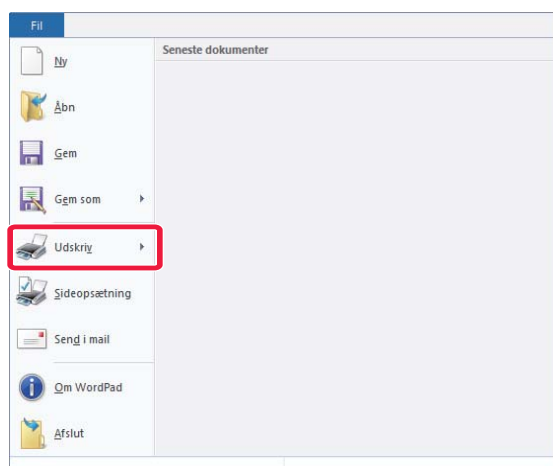 Fil
Seneste dokumenter
Ny
Åbn
Gem
Gem som
Udskriv
Sideopsætning
Send i mail
Om WordPad
Afslut